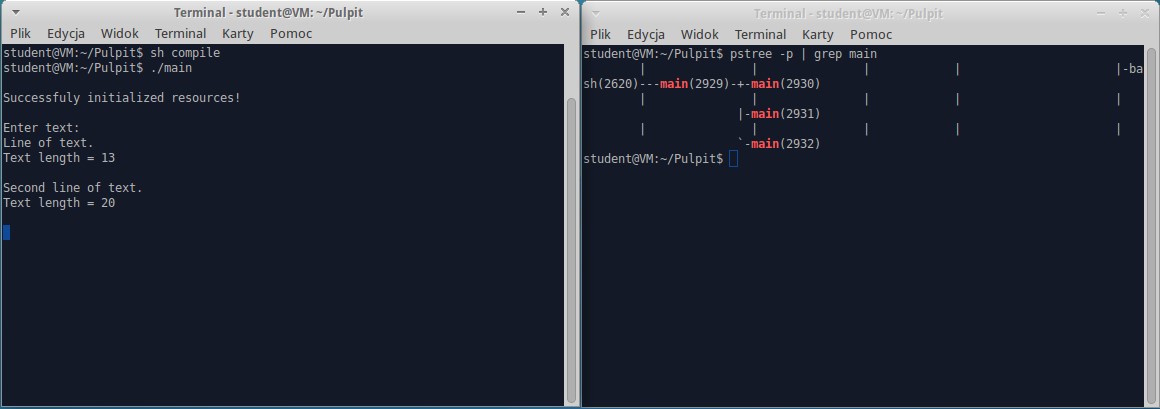 Terminal - student@VM: ~/Pulpit
Plik Edycja Widok Terminal Karty Pomoc
student@VM:~/Pulpit$ sh compile
student@VM:~/Pulpit$ ./main
Successfuly initialized resources!
Enter text:
Line of text.
Text length = 13
Second line of text.
Text length = 20
Terminal - student@VM: ~/Pulpit
Plik Edycja Widok Terminal Karty Pomoc
student@VM:~/Pulpit$ pstree -p | grep main
| | | | |-ba
sh(2620)---main(2929)-+-main(2930)
| | | | |
|-main(2931)
| | | | |
`-main(2932)
student@VM:~/Pulpit$